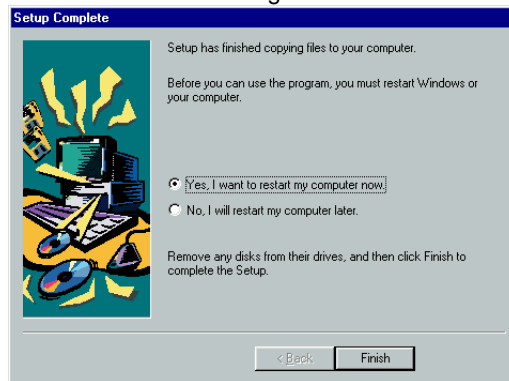 Setup Complete
Setup has finished copying files to your computer.
Before you can use the program, you must restart Windows or
your computer.
Yes, I want to restart my computer now.
No, I will restart my computer later.
Remove any disks from their drives, and then click Finish to
complete the Setup.
< Back
Finish